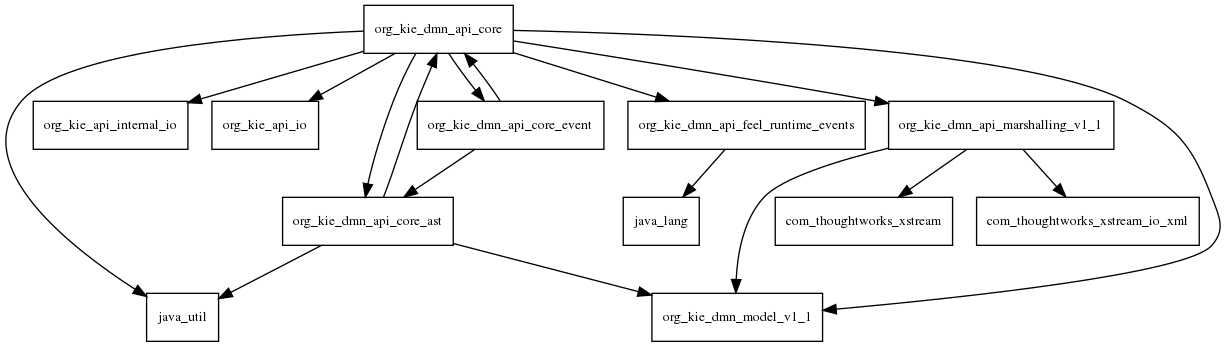 org_kie_dmn_api_core
org_kie_api_internal_io
org_kie_api_io
org_kie_dmn_api_core_event
org_kie_dmn_api_feel_runtime_events
org_kie_dmn_api_marshalling_v1_1
org_kie_dmn_api_core_ast
java_lang
com_thoughtworks_xstream
com_thoughtworks_xstream_io_xml
java_util
org_kie_dmn_model_v1_1